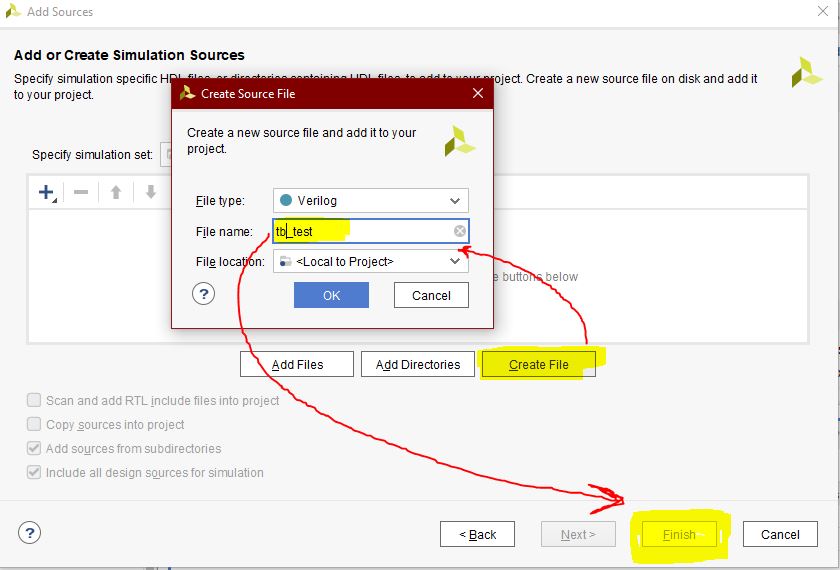 Add Sources
Add or Create Simulation Sources
Specify simulation specific HDL files, or directories containing HDL files, to add to your project. Create a new source file on disk and add it
to your project.
Create Source File
Create a new source file and add it to your
project.
Specify simulation set:
File type:
Verilog
File name:
tb_test
File location:
<Local to Project>
e buttons below
?
OK
Cancel
Add Files
Add Directories
Create File
Scan and add RTL include files into project
Copy sources into project
Add sources from subdirectories
Include all design sources for simulation
?
< Back
Next >
Finish
Cancel